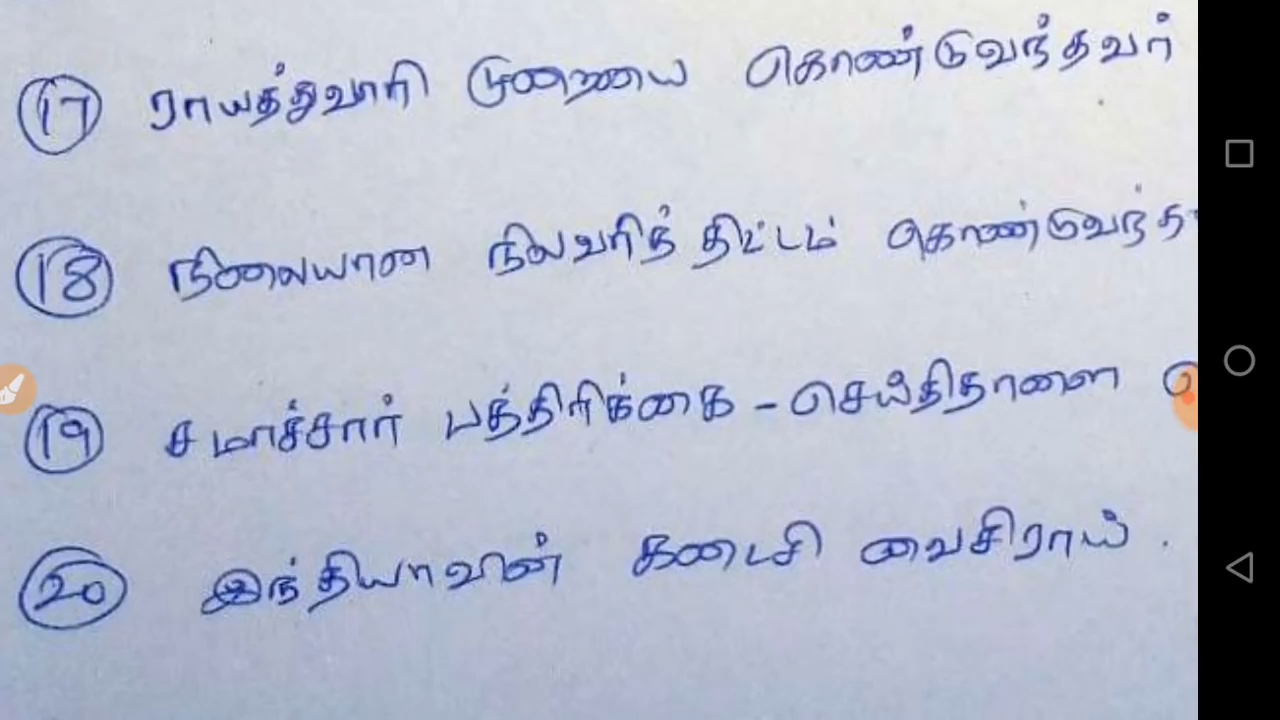 17 ராயத்துவாரி முறையை கொண்டுவந்தவர்
18 நிலையான நிலவரித் திட்டம்
19 சமாச்சார் பத்திரிக்கை - செய்திதாளை
20 இந்தியாவின் கடைசி வைசிராய் .